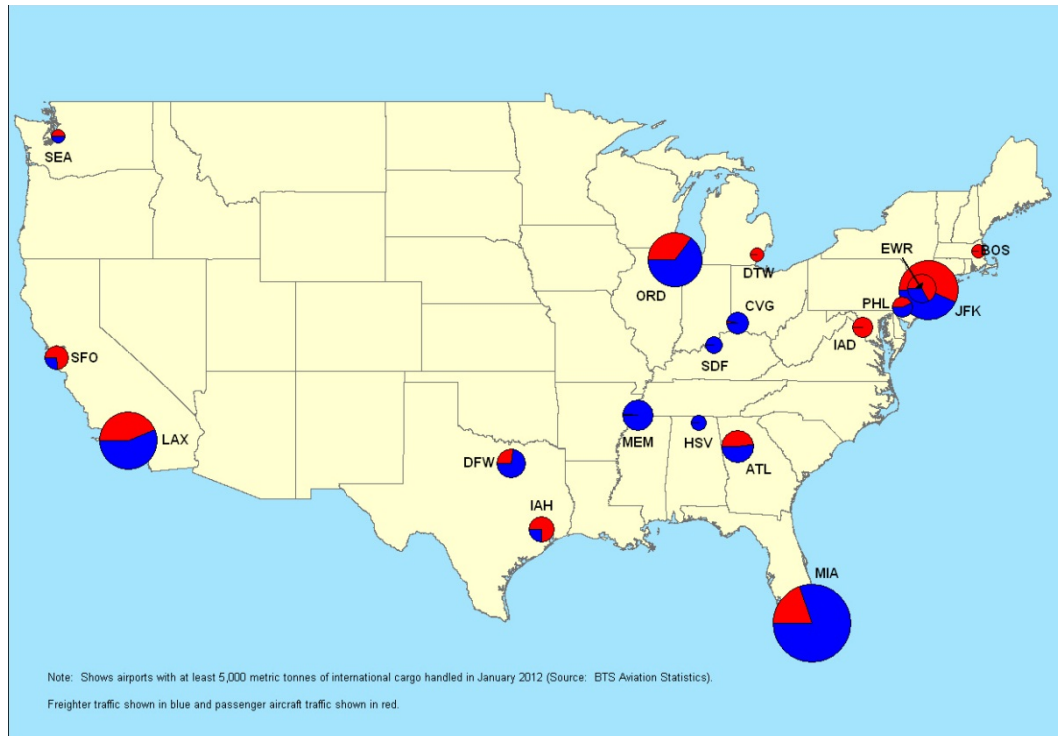 SEA
BOS
EWR
DTW
ORD
CVG
PHL
JFK
IAD
SFO
SDF
LAX
MEM
HSV
DFW
ATL
IAH
MIA
Note:  Shows airports with at least 5,000 metric tonnes of international cargo handled in January 2012 (Source:  BTS Aviation Statistics).
Freighter traffic shown in blue and passenger aircraft traffic shown in red.